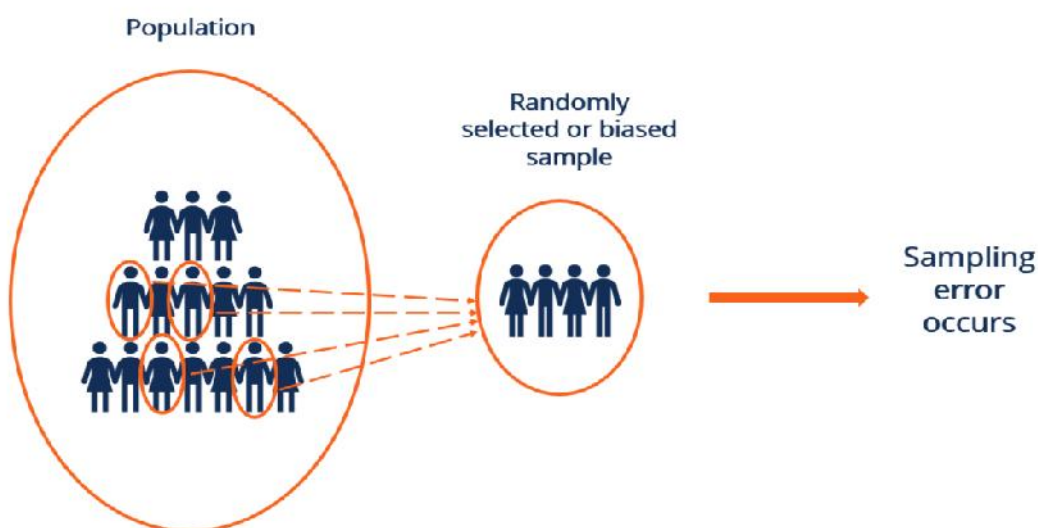 Population
Randomly
selected or biased
sample
Sampling
error
occurs